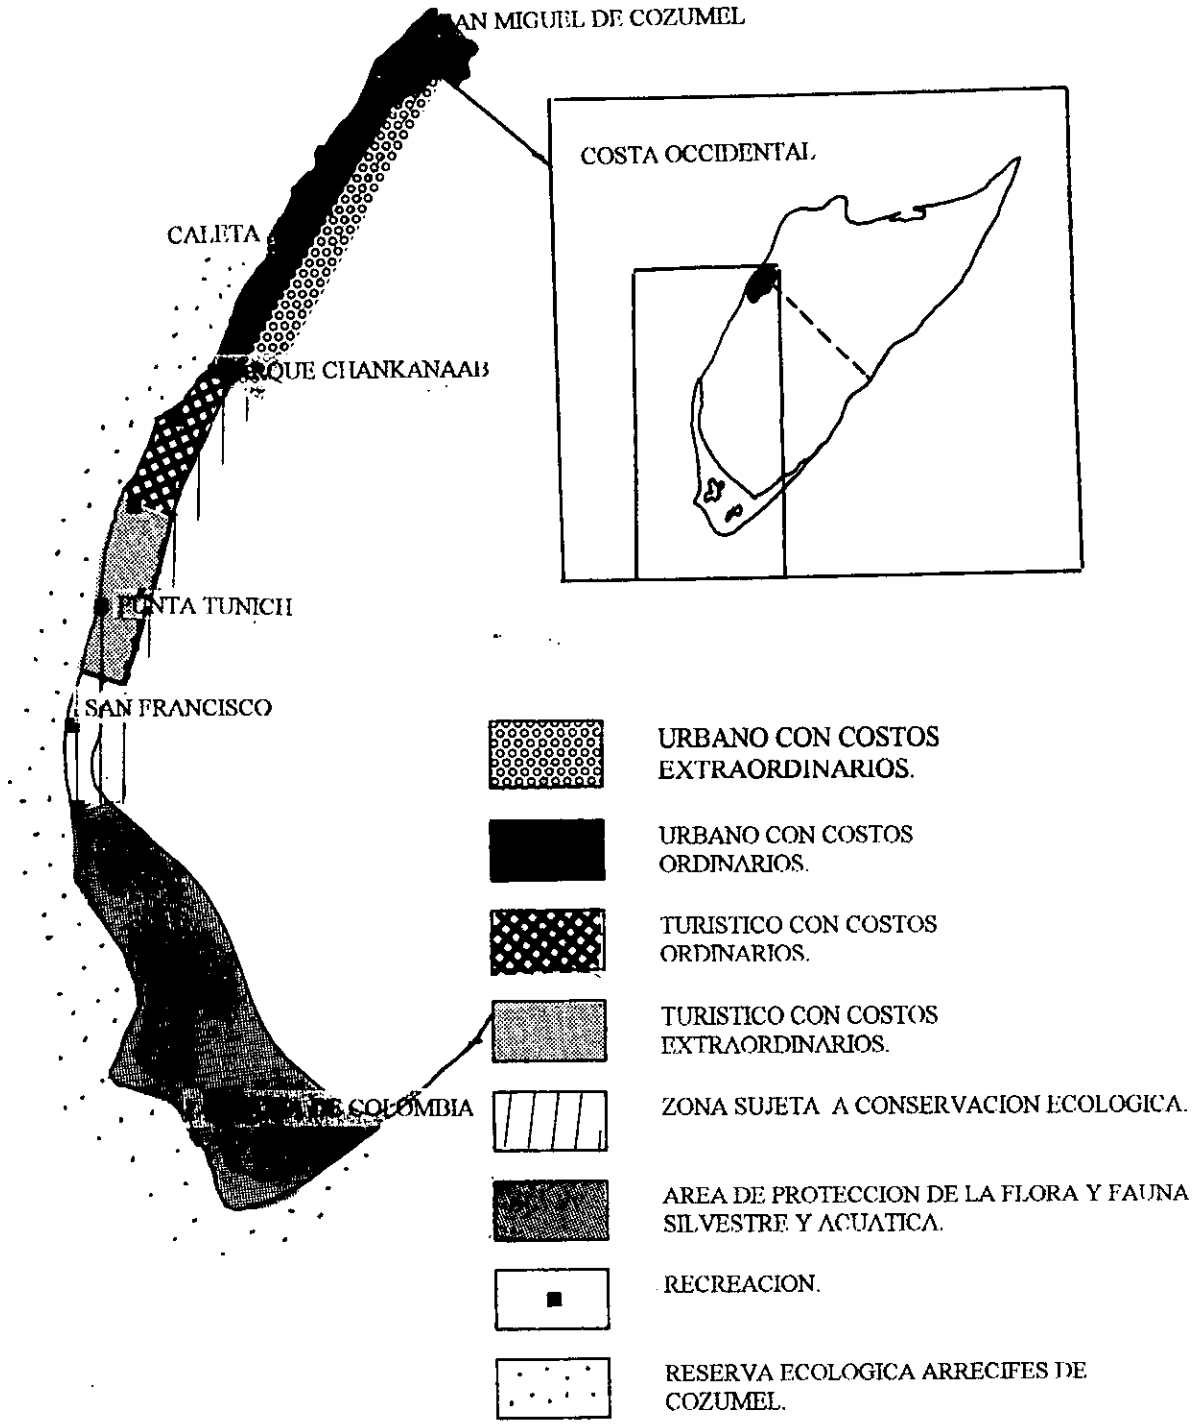 AN MIGUEL DE COZUMEL
COSTA OCCIDENTAL
CALETA
RQUE CHANKANAAB
PUNTA TUNICH
SAN FRANCISCO
DE COLOMBIA
URBANO CON COSTOS
EXTRAORDINARIOS.
URBANO CON COSTOS
ORDINARIOS.
TURISTICO CON COSTOS
ORDINARIOS.
TURISTICO CON COSTOS
EXTRAORDINARIOS.
ZONA SUJETA A CONSERVACION ECOLOGICA.
AREA DE PROTECCION DE LA FLORA Y FAUNA
SILVESTRE Y ACUATICA.
RECREACION.
RESERVA ECOLOGICA ARRECIFES DE
COZUMEL.